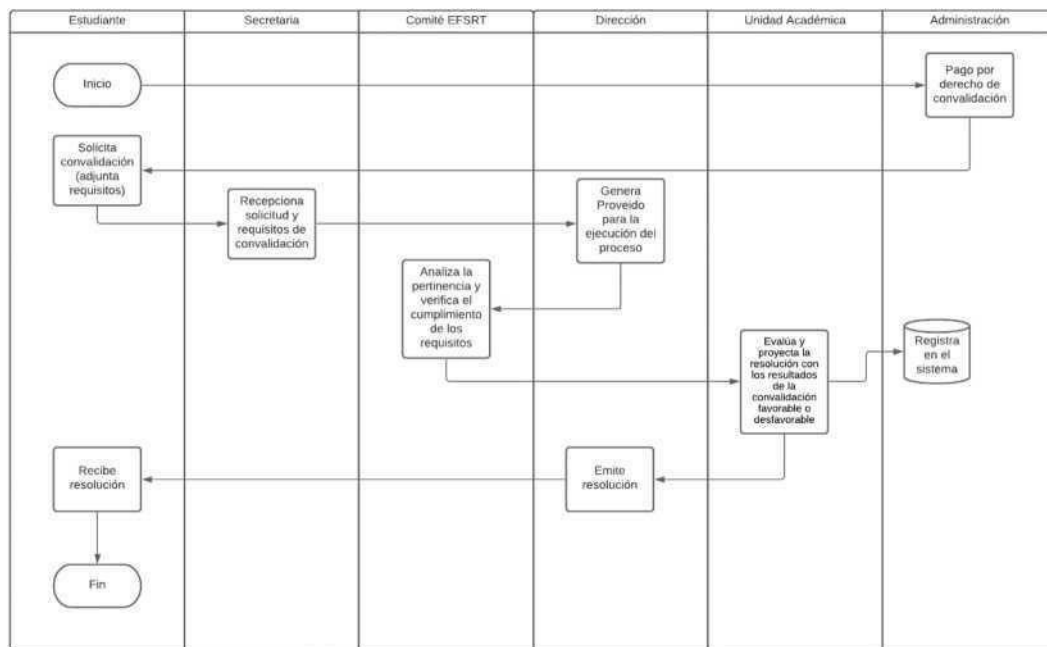 Estudiante
Secretaria
Comité EFSRT
Dirección
Unidad Académica
Administración
Inicio
Pago por
derecho de
convalidación
Solicita
convalidación
(adjunta
requisitos)
Recepciona
solicitud y
requisitos de
convalidación
Genera
Proveido
para la
ejecución del
proceso
Analiza la
pertinencia y
verifica el
cumplimiento
de los
requisitos
Evalúa y
proyecta la
resolución con
los resultados
de la
convalidación
favorable o
desfavorable
Registra
en el
sistema
Recibe
resolución
Emite
resolución
Fin